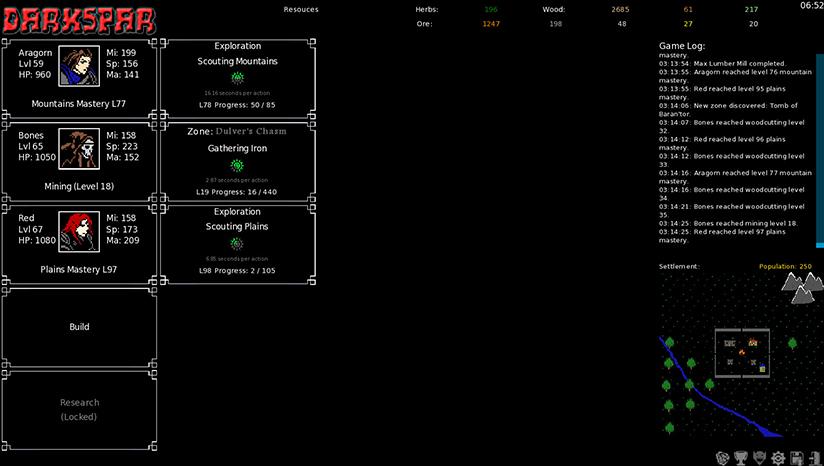 DARKSPAR
Resouces
Herbs: 196 Wood: 2685 61 217
Ore: 1247 198 48 27 20
06:52
Aragorn
Lvl 59
HP: 960
Mi: 199
Sp: 156
Ma: 141
Mountains Mastery L77
Exploration
Scouting Mountains
16.16 seconds per action
L78 Progress: 50 / 85
Bones
Lvl 65
HP: 1050
Mi: 158
Sp: 223
Ma: 152
Mining (Level 18)
Zone: Dulver's Chasm
Gathering Iron
2.87 seconds per action
L19 Progress: 16 / 440
Red
Lvl 67
HP: 1080
Mi: 158
Sp: 173
Ma: 209
Plains Mastery L97
Exploration
Scouting Plains
6.85 seconds per action
L98 Progress: 2 / 105
Build
Research
(Locked)
Game Log:
mastery.
03:13:54: Max Lumber Mill completed.
03:13:55: Aragorn reached level 76 mountain
mastery.
03:13:55: Red reached level 95 plains
mastery.
03:14:06: New zone discovered: Tomb of
Baran'tor.
03:14:07: Bones reached woodcutting level
32.
03:14:12: Red reached level 96 plains
mastery.
03:14:12: Bones reached woodcutting level
33.
03:14:16: Aragorn reached level 77 mountain
mastery.
03:14:16: Bones reached woodcutting level
34.
03:14:21: Bones reached woodcutting level
35.
03:14:25: Bones reached mining level 18.
03:14:25: Red reached level 97 plains
mastery.
Settlement: Population: 250